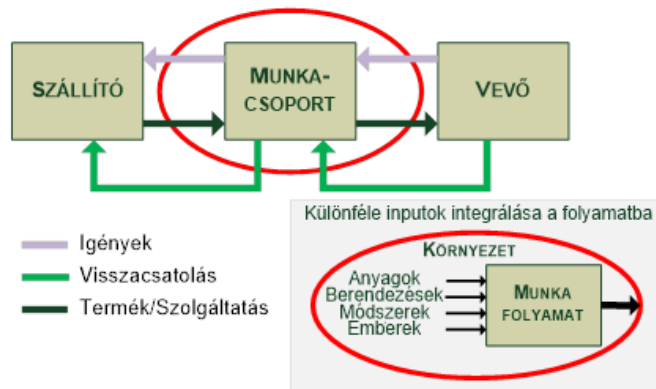 SZÁLLÍTÓ
MUNKA-
CSOPORT
VEVŐ
Igények
Visszacsatolás
Termék/Szolgáltatás
Különféle inputok integrálása a folyamatba
KÖRNYEZET
Anyagok
Berendezések
Módszerek
Emberek
MUNKA
FOLYAMAT